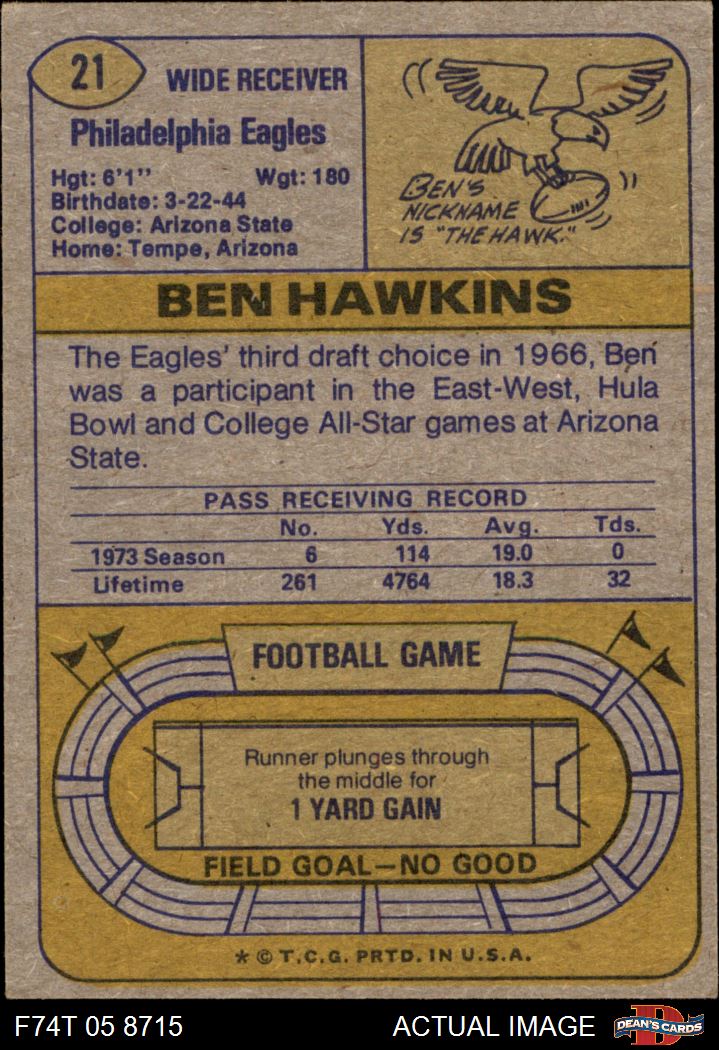 21
WIDE RECEIVER
Philadelphia Eagles
Hgt: 6'1" Wgt: 180
Birthdate: 3-22-44
College: Arizona State
Home: Tempe, Arizona
BEN'S
NICKNAME
IS "THE HAWK."
BEN HAWKINS
The Eagles' third draft choice in 1966, Ben
was a participant in the East-West, Hula
Bowl and College All-Star games at Arizona
State.
PASS RECEIVING RECORD
No. Yds. Avg. Tds.
1973 Season 6 114 19.0 0
Lifetime 261 4764 18.3 32
FOOTBALL GAME
Runner plunges through
the middle for
1 YARD GAIN
FIELD GOAL—NO GOOD
* © T.C.G. PRTD. IN U.S.A.
F74T 05 8715 ACTUAL IMAGE D DEAN'S CARDS